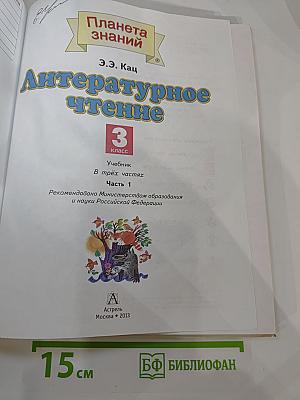 Планета
знаний
Э.Э. Кац
Литературное
чтение
3
класс
Учебник
В трёх частях
Часть 1
Рекомендовано Министерством образования
и науки Российской Федерации
А
Астрель
Москва • 2013
15 см
БФ БИБЛИОФАН